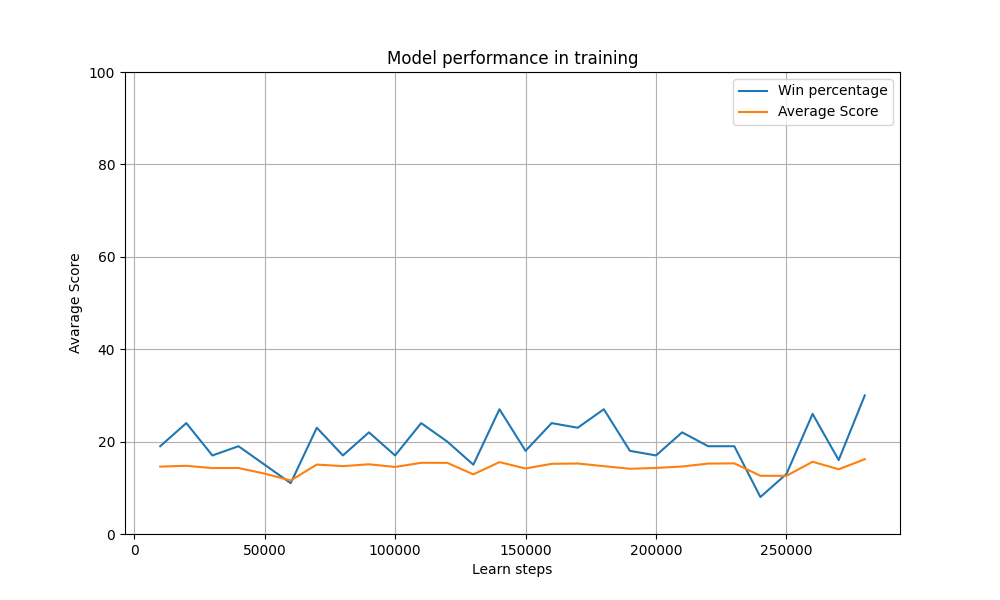 Model performance in training
Win percentage
Average Score
100
80
60
40
20
0
Avarage Score
0 50000 100000 150000 200000 250000
Learn steps